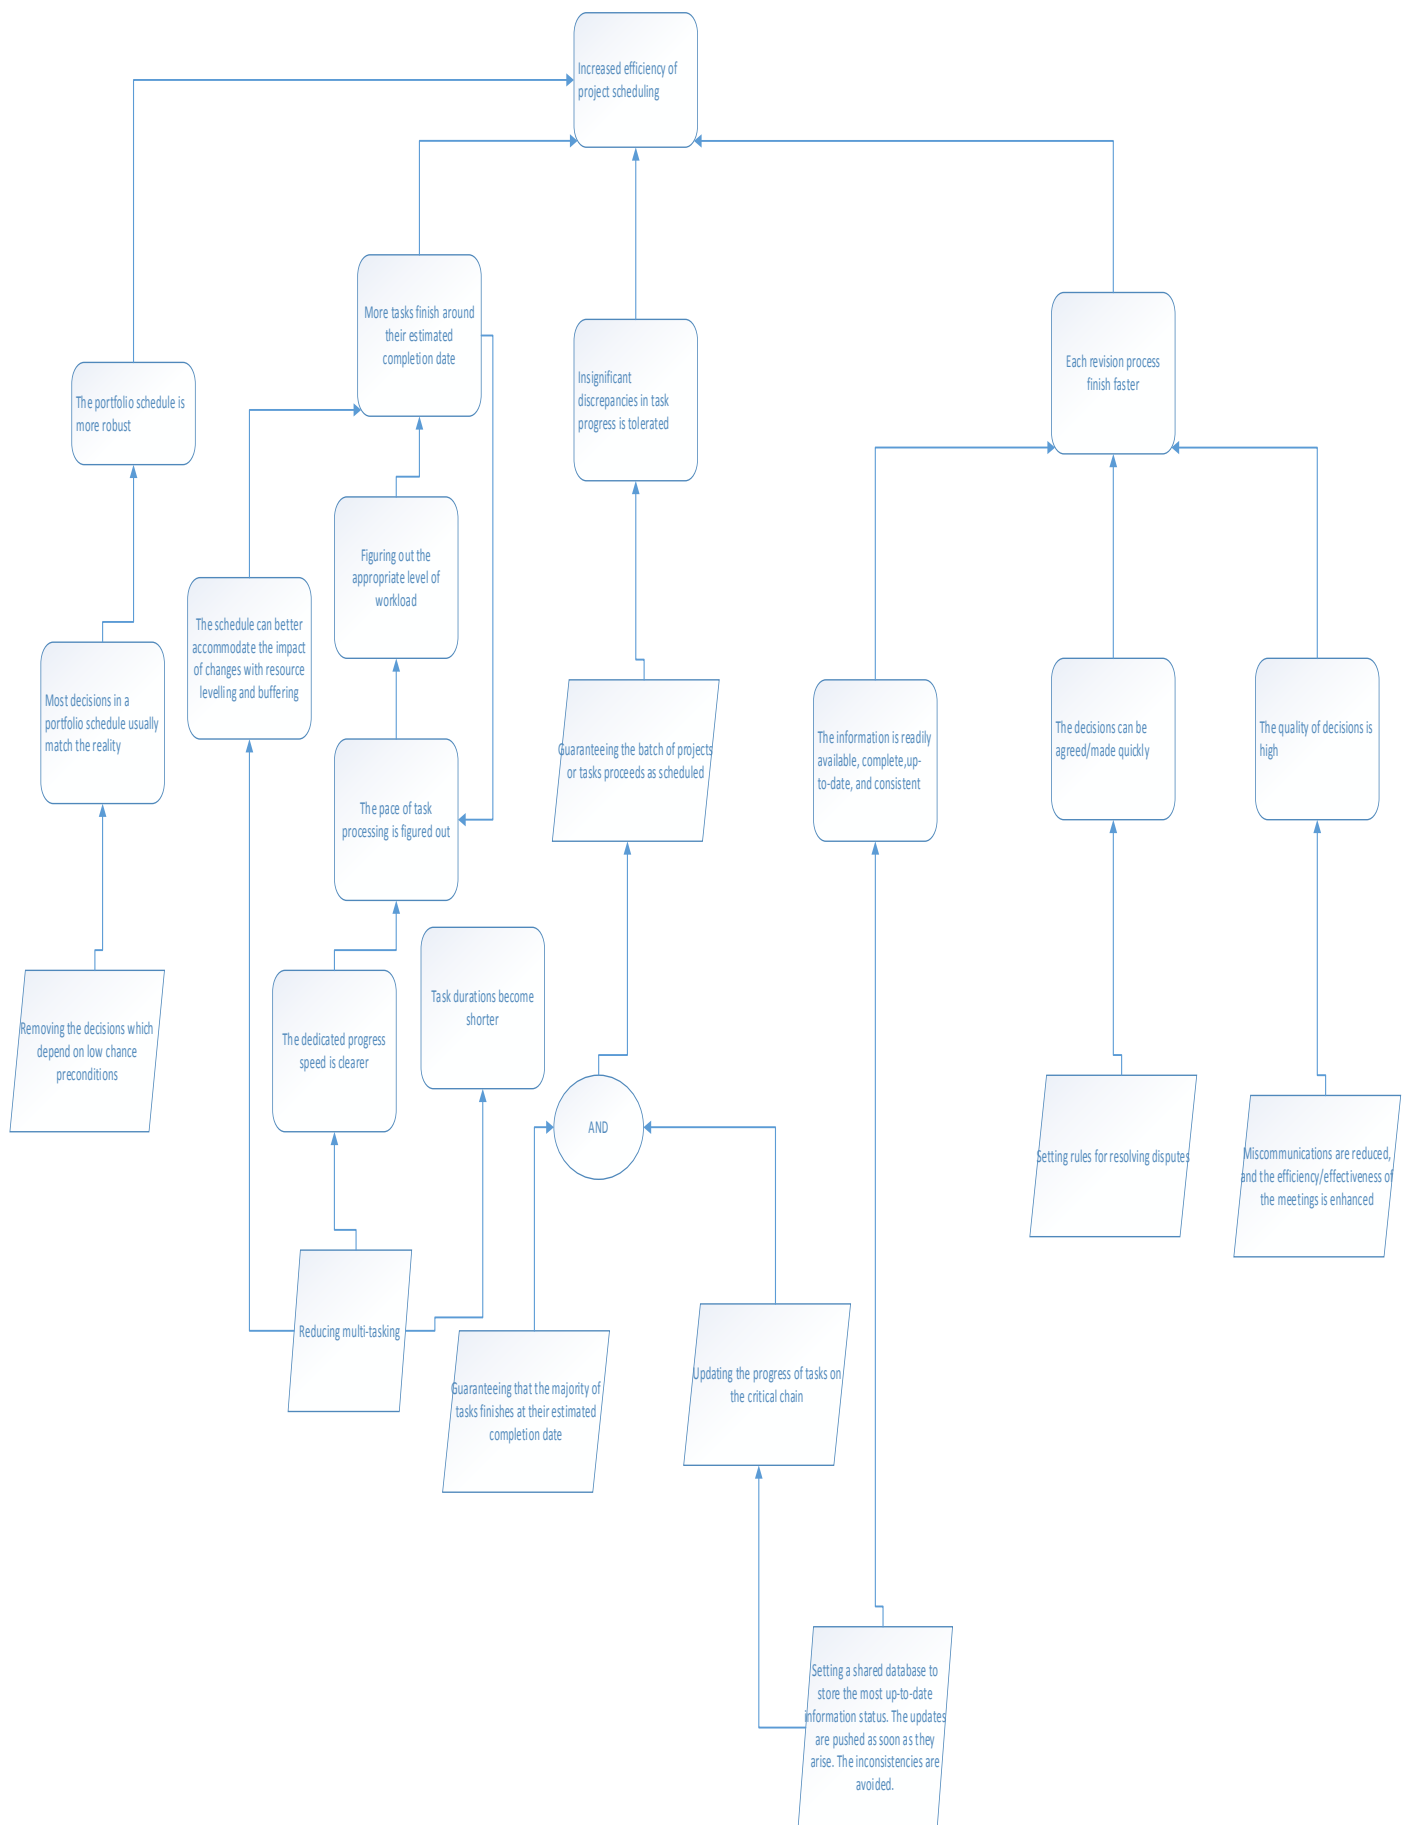 Increased efficiency of
project scheduling
More tasks finish around
their estimated
completion date
Each revision process
finish faster
Insignificant
discrepancies in task
progress is tolerated
The portfolio schedule is
more robust
Figuring out the
appropriate level of
workload
The schedule can better
accommodate the impact
of changes with resource
levelling and buffering
Most decisions in a
portfolio schedule usually
match the reality
Guaranteeing the batch of projects
or tasks proceeds as scheduled
The information is readily
available, complete,up-
to-date, and consistent
The decisions can be
agreed/made quickly
The quality of decisions is
high
The pace of task
processing is figured out
Task durations become
shorter
Removing the decisions which
depend on low chance
preconditions
The dedicated progress
speed is clearer
AND
Setting rules for resolving disputes
Miscommunications are reduced,
and the efficiency/effectiveness of
the meetings is enhanced
Reducing multi-tasking
Guaranteeing that the majority of
tasks finishes at their estimated
completion date
Updating the progress of tasks on
the critical chain
Setting a shared database to
store the most up-to-date
information status. The updates
are pushed as soon as they
arise. The inconsistencies are
avoided.